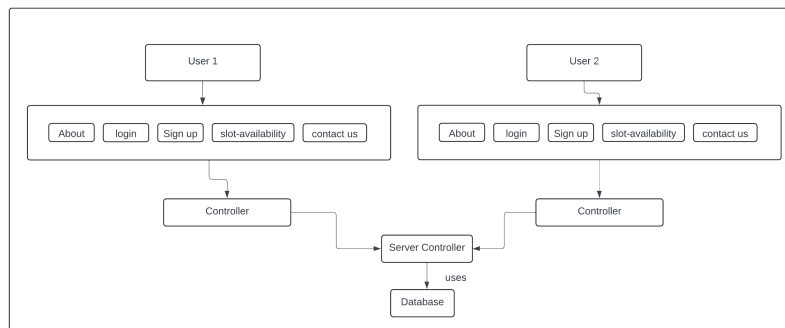 User 1
User 2
About login Sign up slot-availability contact us
About login Sign up slot-availability contact us
Controller
Controller
Server Controller
uses
Database